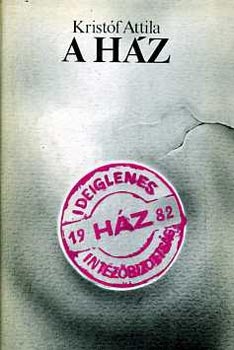 Kristóf Attila
A HÁZ
IDEIGLENES
19 HÁZ 82
INTÉZŐBIZOTTSÁG